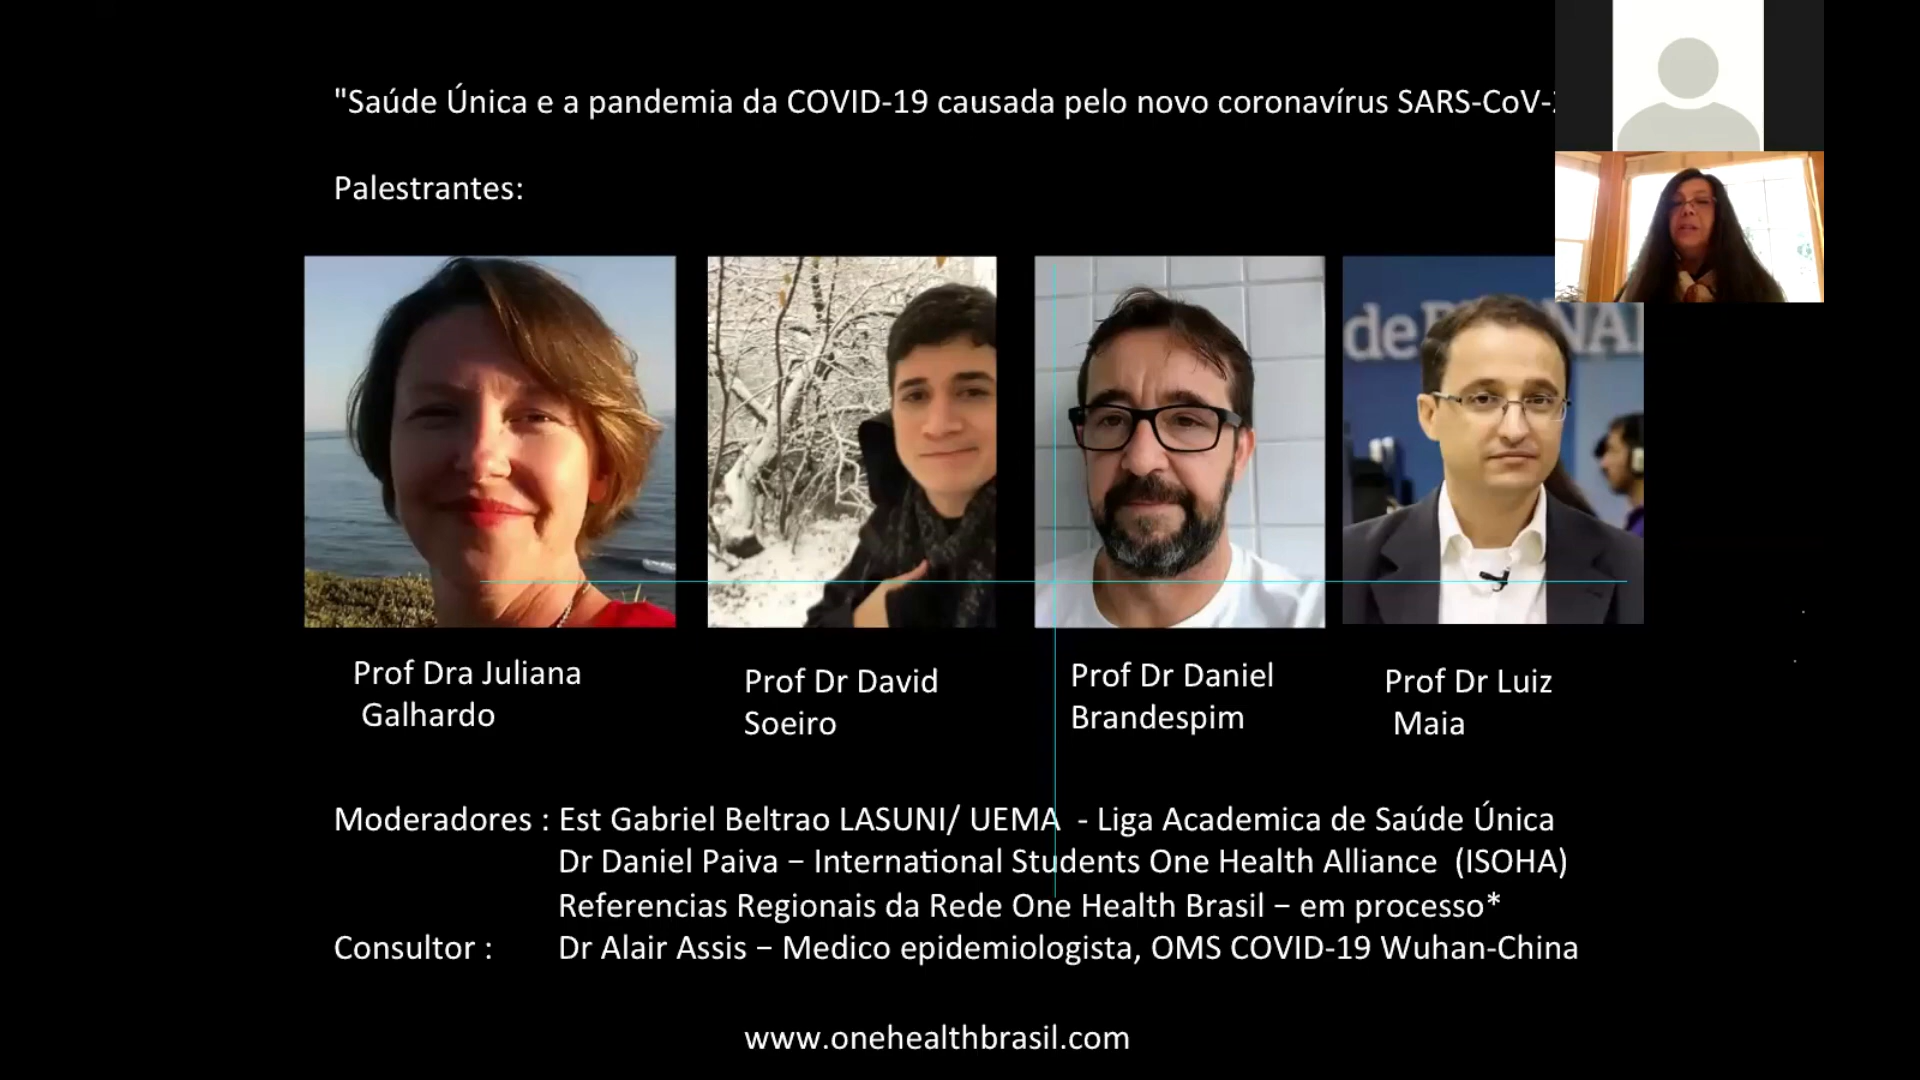 "Saúde Única e a pandemia da COVID-19 causada pelo novo coronavírus SARS-CoV-
Palestrantes:
de
Prof Dra Juliana
Galhardo
Prof Dr David
Soeiro
Prof Dr Daniel
Brandespim
Prof Dr Luiz
Maia
Moderadores : Est Gabriel Beltrao LASUNI/ UEMA - Liga Academica de Saúde Única
Dr Daniel Paiva – International Students One Health Alliance (ISOHA)
Referencias Regionais da Rede One Health Brasil – em processo*
Consultor : Dr Alair Assis – Medico epidemiologista, OMS COVID-19 Wuhan-China
www.onehealthbrasil.com